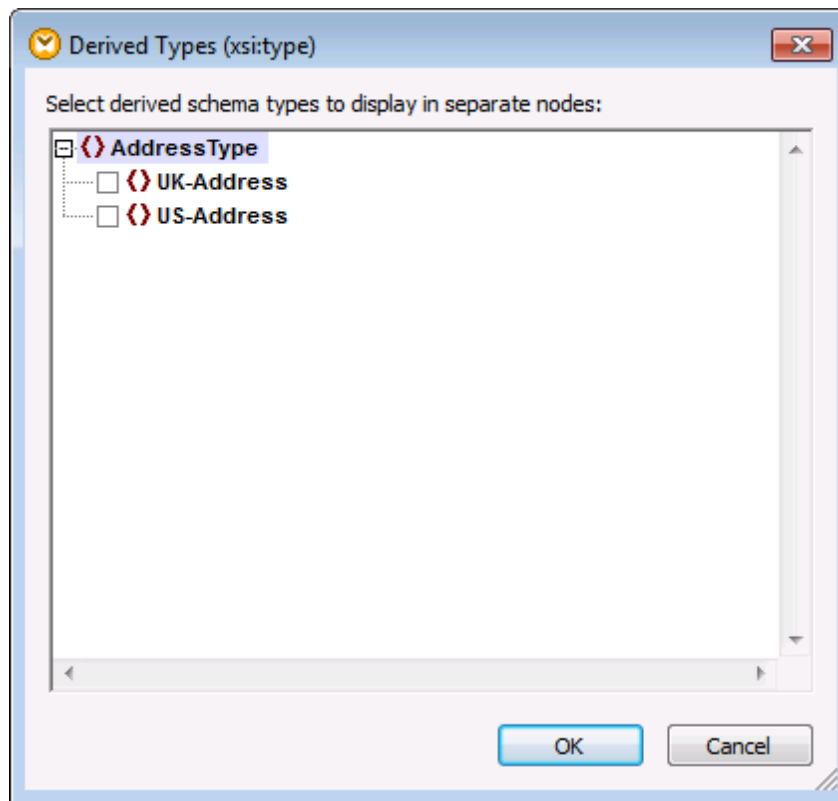 Derived Types (xsi:type)
Select derived schema types to display in separate nodes:
{} AddressType
{} UK-Address
{} US-Address
OK Cancel